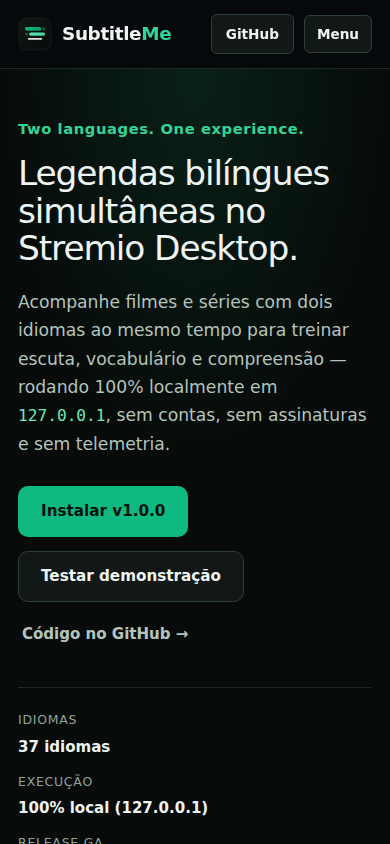 SubtitleMe
GitHub
Menu
Two languages. One experience.
Legendas bilíngues
simultâneas no
Stremio Desktop.
Acompanhe filmes e séries com dois
idiomas ao mesmo tempo para treinar
escuta, vocabulário e compreensão —
rodando 100% localmente em
127.0.0.1, sem contas, sem assinaturas
e sem telemetria.
Instalar v1.0.0
Testar demonstração
Código no GitHub →
IDIOMAS
37 idiomas
EXECUÇÃO
100% local (127.0.0.1)
RELEASE GA